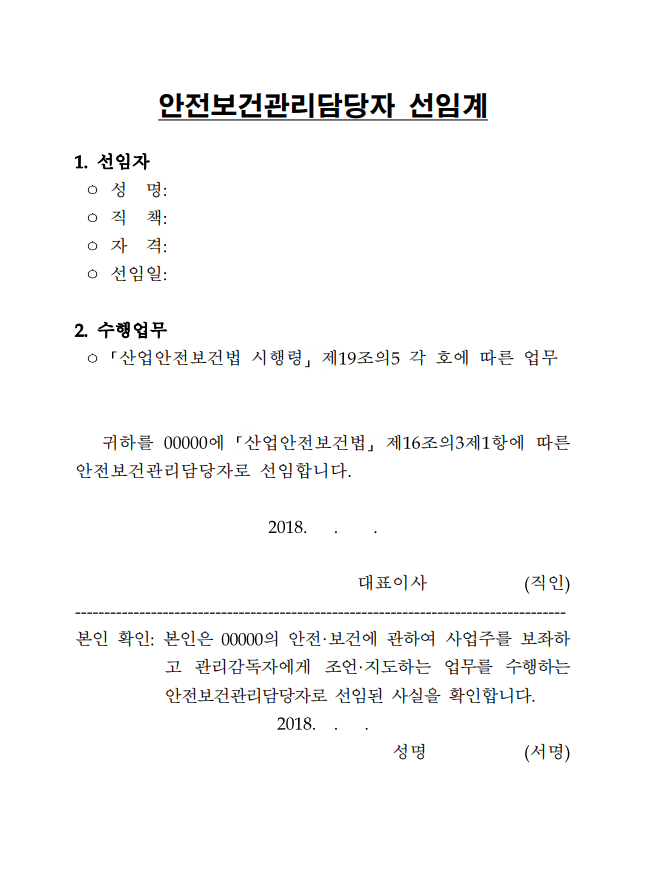 안전보건관리담당자 선임계
1. 선임자
○ 성 명:
○ 직 책:
○ 자 격:
○ 선임일:
2. 수행업무
○ 「산업안전보건법 시행령」 제19조의5 각 호에 따른 업무
귀하를 00000에 「산업안전보건법」 제16조의3제1항에 따른
안전보건관리담당자로 선임합니다.
2018. . .
대표이사 (직인)
본인 확인: 본인은 00000의 안전·보건에 관하여 사업주를 보좌하
고 관리감독자에게 조언·지도하는 업무를 수행하는
안전보건관리담당자로 선임된 사실을 확인합니다.
2018. . .
성명 (서명)